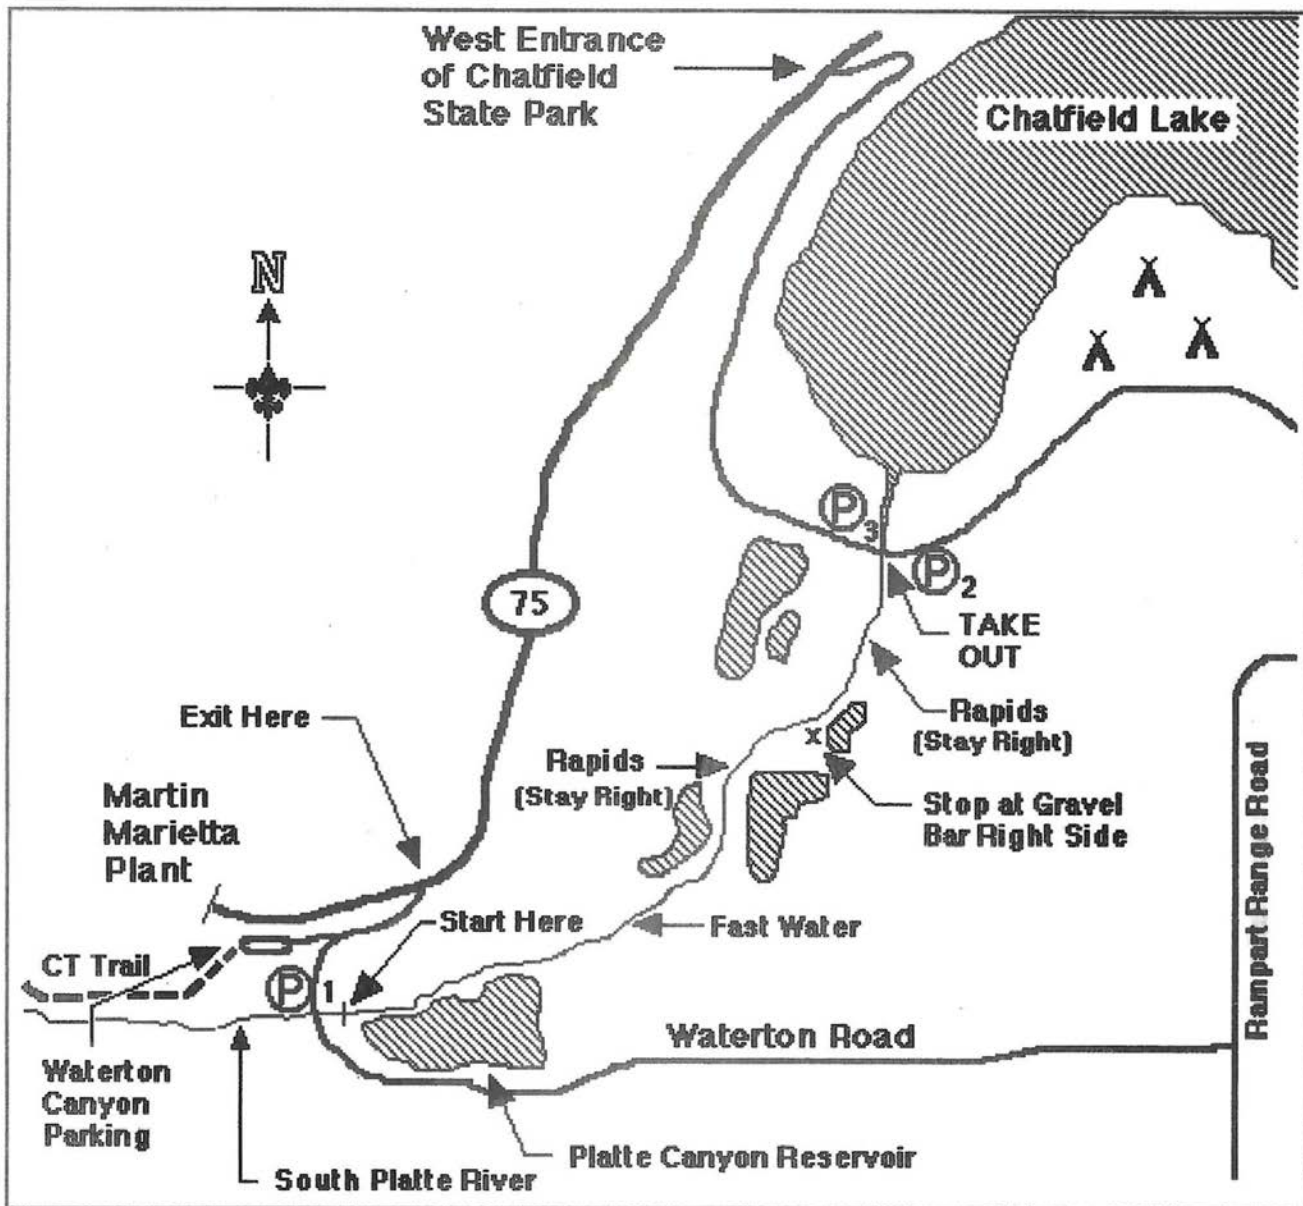 West Entrance
of Chatfield
State Park
Chatfield Lake
N
P
3
P
2
75
TAKE
OUT
Exit Here
Rapids
(Stay Right)
x
Rapids
(Stay Right)
Martin
Marietta
Plant
Stop at Gravel
Bar Right Side
Rampart Range Road
Start Here
Fast Water
CT Trail
P
1
Waterton Road
Waterton
Canyon
Parking
Platte Canyon Reservoir
South Platte River